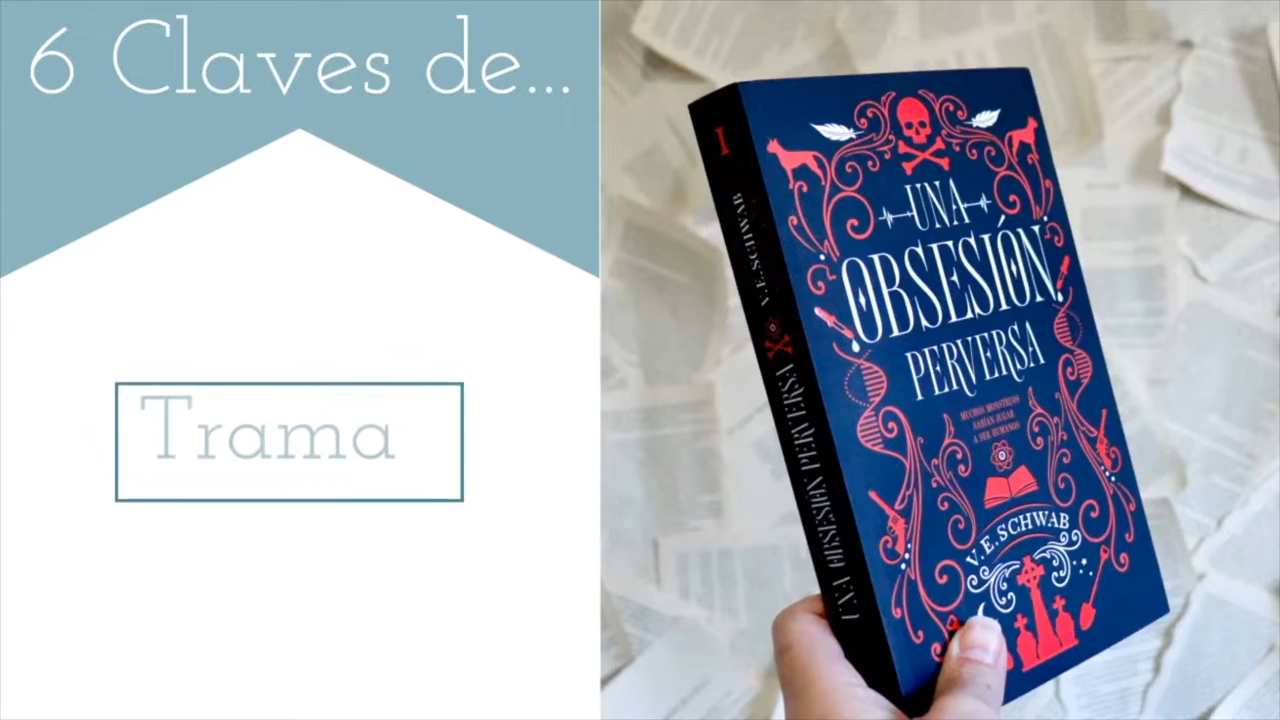 6 Claves de...
Trama
I
V.E.SCHWAB
UNA OBSESIÓN PERVERSA
UNA
OBSESIÓN
PERVERSA
MUCHOS MONSTRUOS
SABÍAN JUGAR
A SER HUMANOS
V.E.SCHWAB